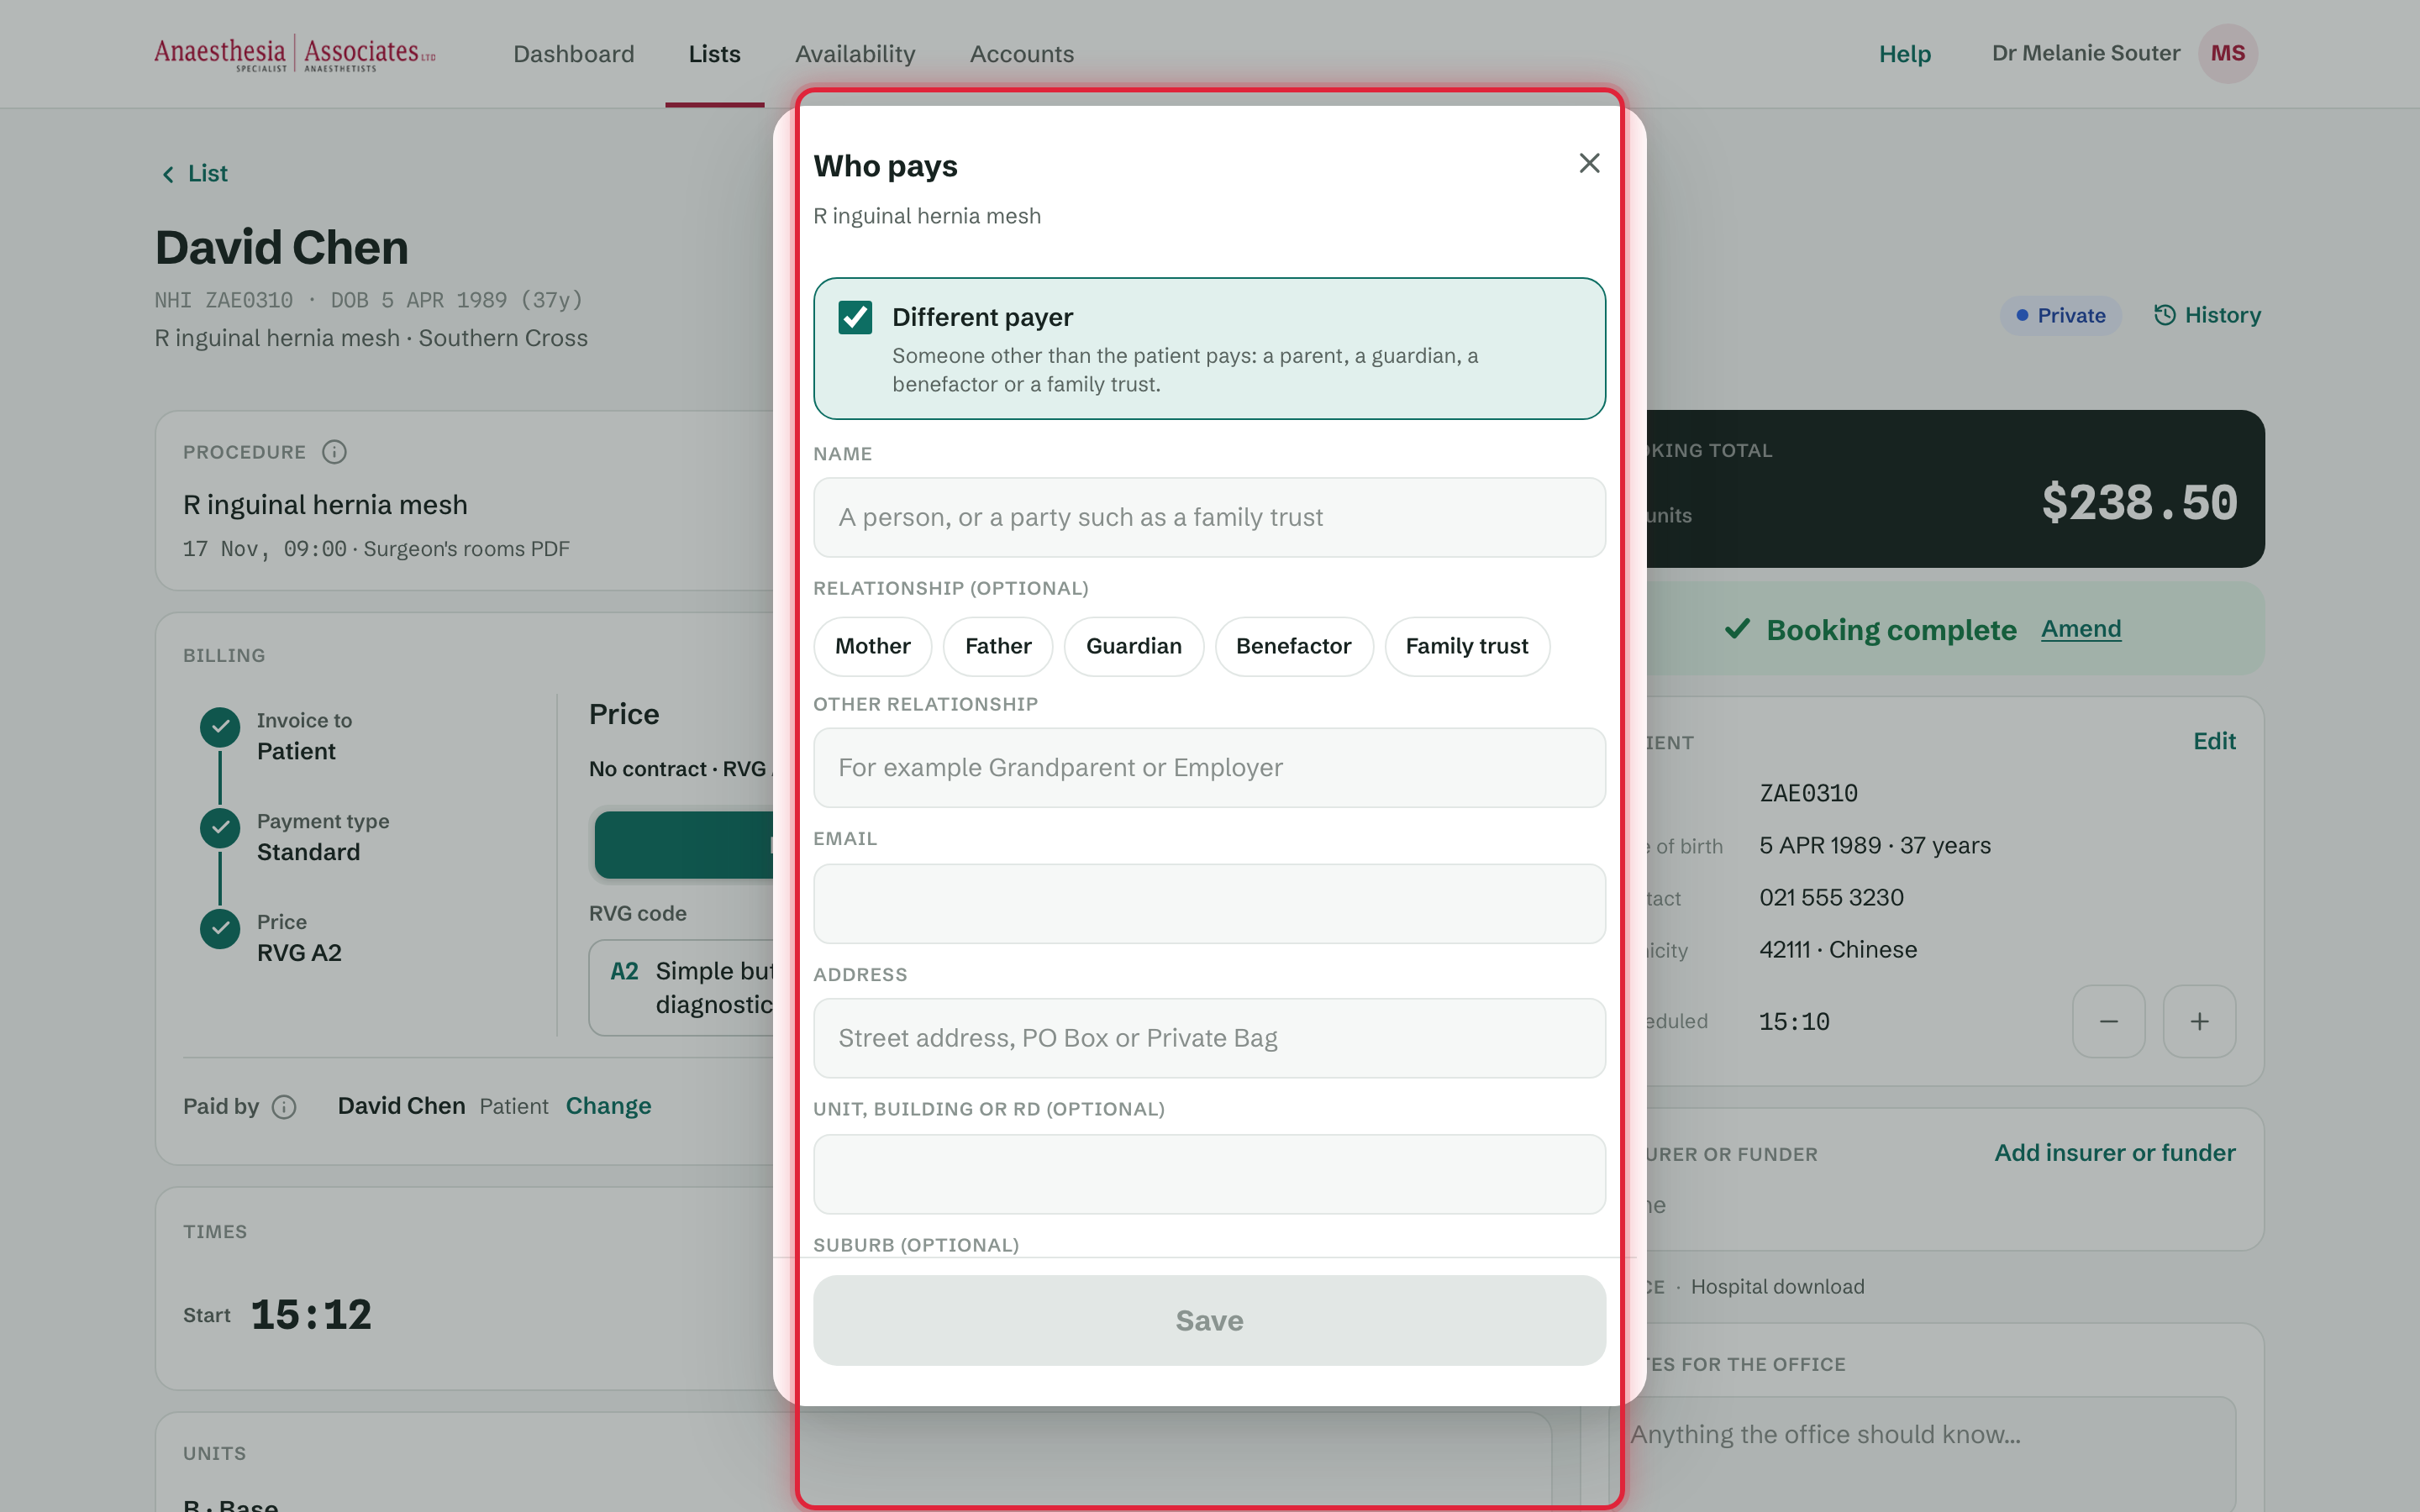 Anaesthesia Associates LTD
SPECIALIST ANAESTHETISTS
Dashboard
Lists
Availability
Accounts
Help
Dr Melanie Souter
MS
List
David Chen
NHI ZAE0310 · DOB 5 APR 1989 (37y)
R inguinal hernia mesh · Southern Cross
Private
History
PROCEDURE
R inguinal hernia mesh
17 Nov, 09:00 · Surgeon's rooms PDF
BILLING
Invoice to
Patient
Payment type
Standard
Price
RVG A2
Price
No contract · RVG
RVG code
A2 Simple but
diagnostic
Paid by
David Chen Patient Change
TIMES
Start 15:12
UNITS
B · Base
Who pays
R inguinal hernia mesh
Different payer
Someone other than the patient pays: a parent, a guardian, a
benefactor or a family trust.
NAME
A person, or a party such as a family trust
RELATIONSHIP (OPTIONAL)
Mother
Father
Guardian
Benefactor
Family trust
OTHER RELATIONSHIP
For example Grandparent or Employer
EMAIL
ADDRESS
Street address, PO Box or Private Bag
UNIT, BUILDING OR RD (OPTIONAL)
SUBURB (OPTIONAL)
Save
TOTAL
$238.50
units
Booking complete Amend
Edit
ZAE0310
of birth 5 APR 1989 · 37 years
021 555 3230
42111 · Chinese
15:10
OR FUNDER
Add insurer or funder
· Hospital download
FOR THE OFFICE
Anything the office should know...